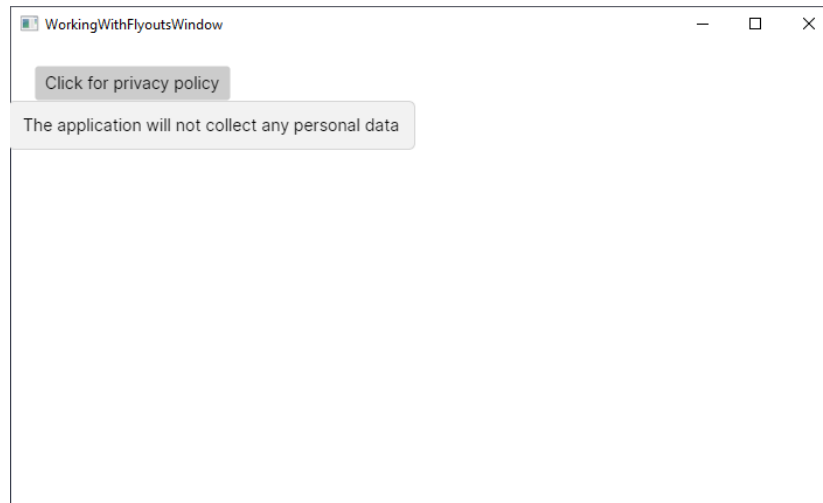 WorkingWithFlyoutsWindow
Click for privacy policy
The application will not collect any personal data